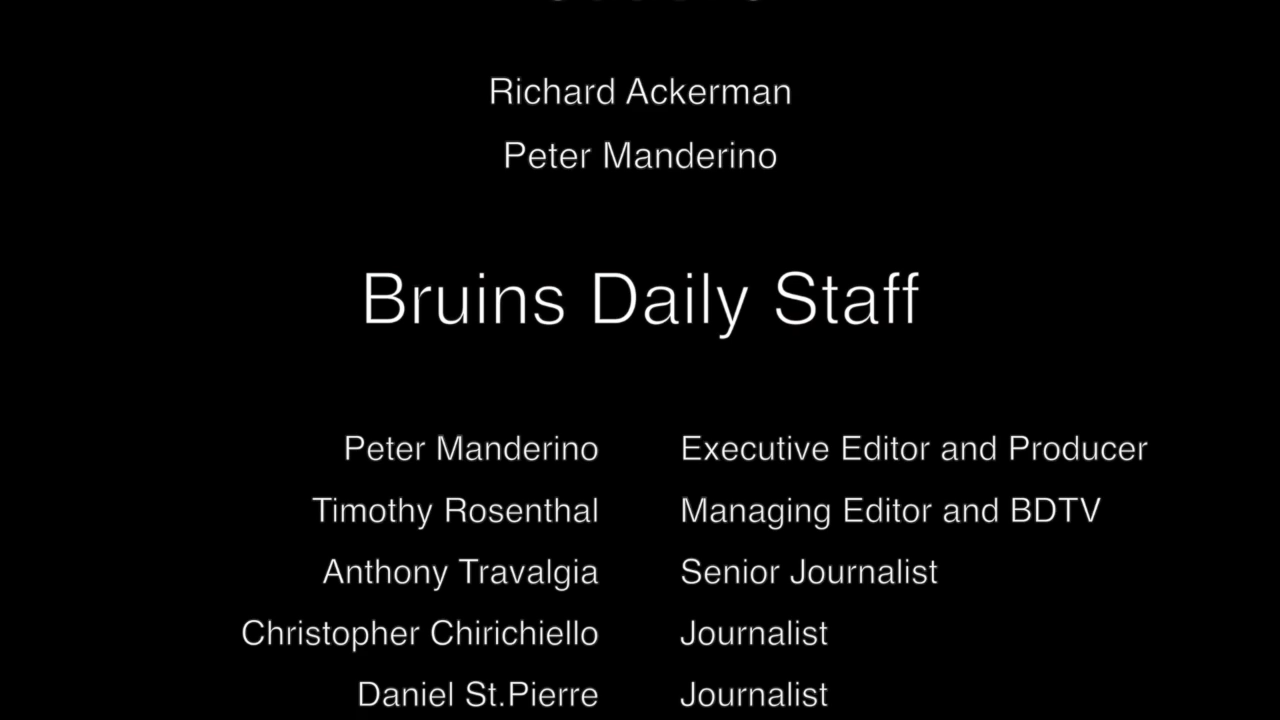 Richard Ackerman
Peter Manderino
Bruins Daily Staff
Peter Manderino Executive Editor and Producer
Timothy Rosenthal Managing Editor and BDTV
Anthony Travalgia Senior Journalist
Christopher Chirichiello Journalist
Daniel St.Pierre Journalist